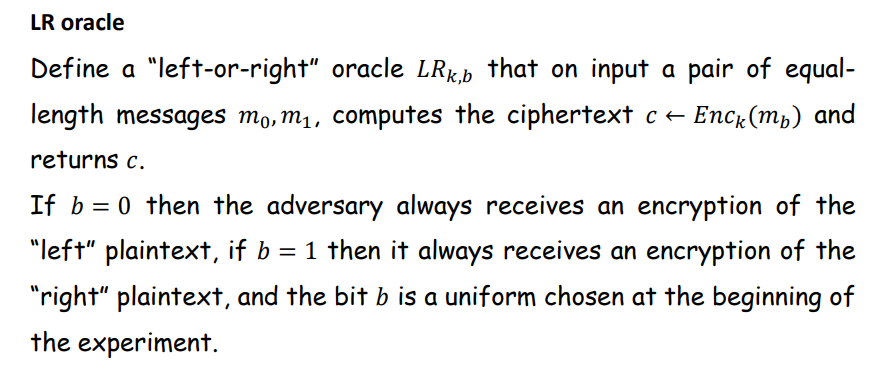 LR oracle
Define a "left-or-right" oracle $LR_{k,b}$ that on input a pair of equal-
length messages $m_0, m_1$, computes the ciphertext $c \leftarrow Enc_k(m_b)$ and
returns $c$.
If $b = 0$ then the adversary always receives an encryption of the
"left" plaintext, if $b = 1$ then it always receives an encryption of the
"right" plaintext, and the bit $b$ is a uniform chosen at the beginning of
the experiment.